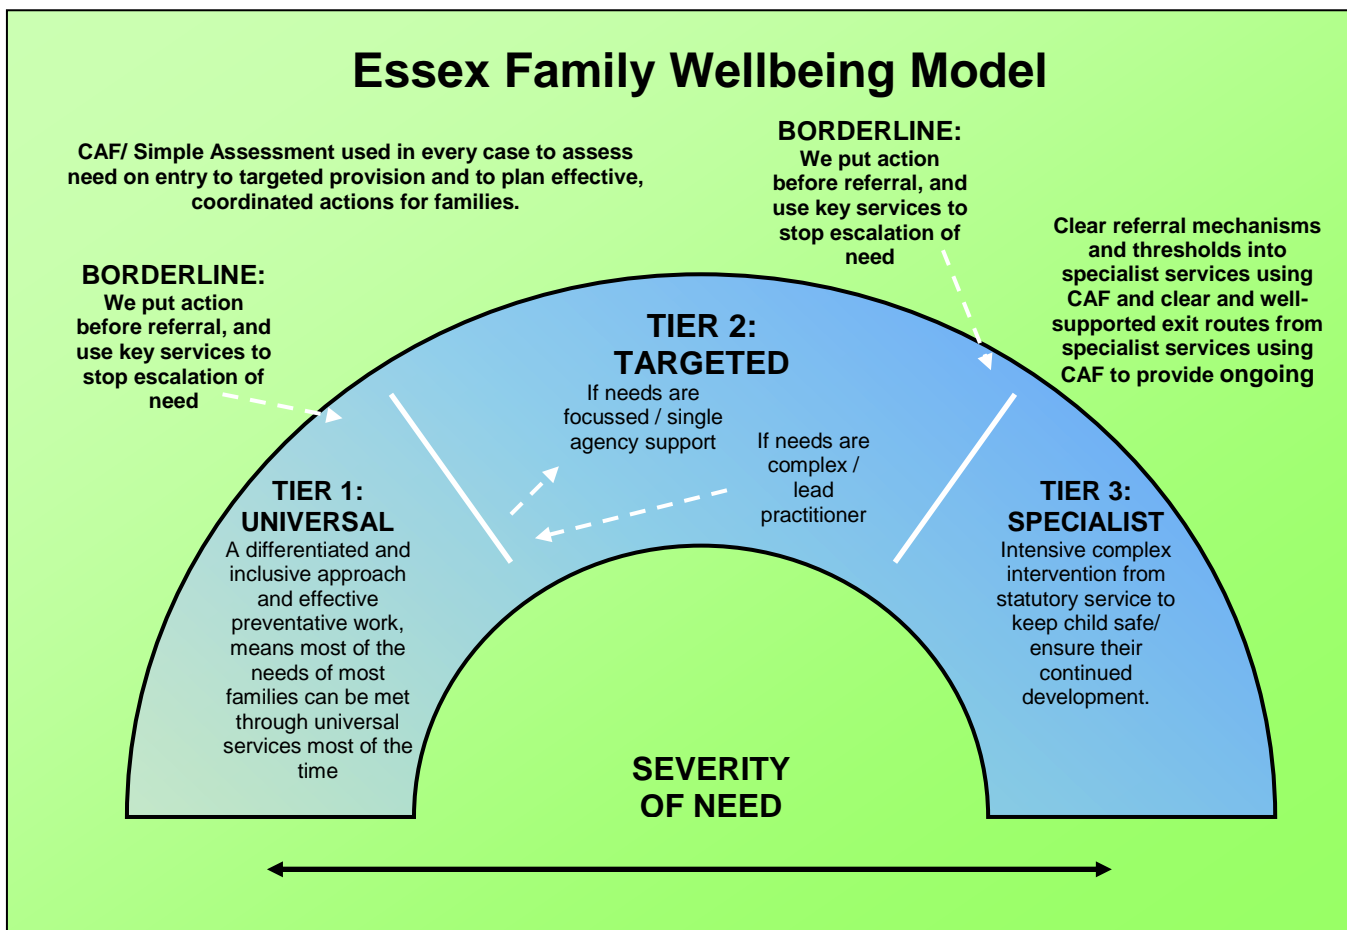 Essex Family Wellbeing Model
CAF/ Simple Assessment used in every case to assess
need on entry to targeted provision and to plan effective,
coordinated actions for families.
BORDERLINE:
We put action
before referral, and
use key services to
stop escalation of
need
BORDERLINE:
We put action
before referral, and
use key services to
stop escalation of
need
Clear referral mechanisms
and thresholds into
specialist services using
CAF and clear and well-
supported exit routes from
specialist services using
CAF to provide ongoing
TIER 1:
UNIVERSAL
A differentiated and
inclusive approach
and effective
preventative work,
means most of the
needs of most
families can be met
through universal
services most of the
time
TIER 2:
TARGETED
If needs are
focussed / single
agency support
If needs are
complex /
lead
practitioner
TIER 3:
SPECIALIST
Intensive complex
intervention from
statutory service to
keep child safe/
ensure their
continued
development.
SEVERITY
OF NEED